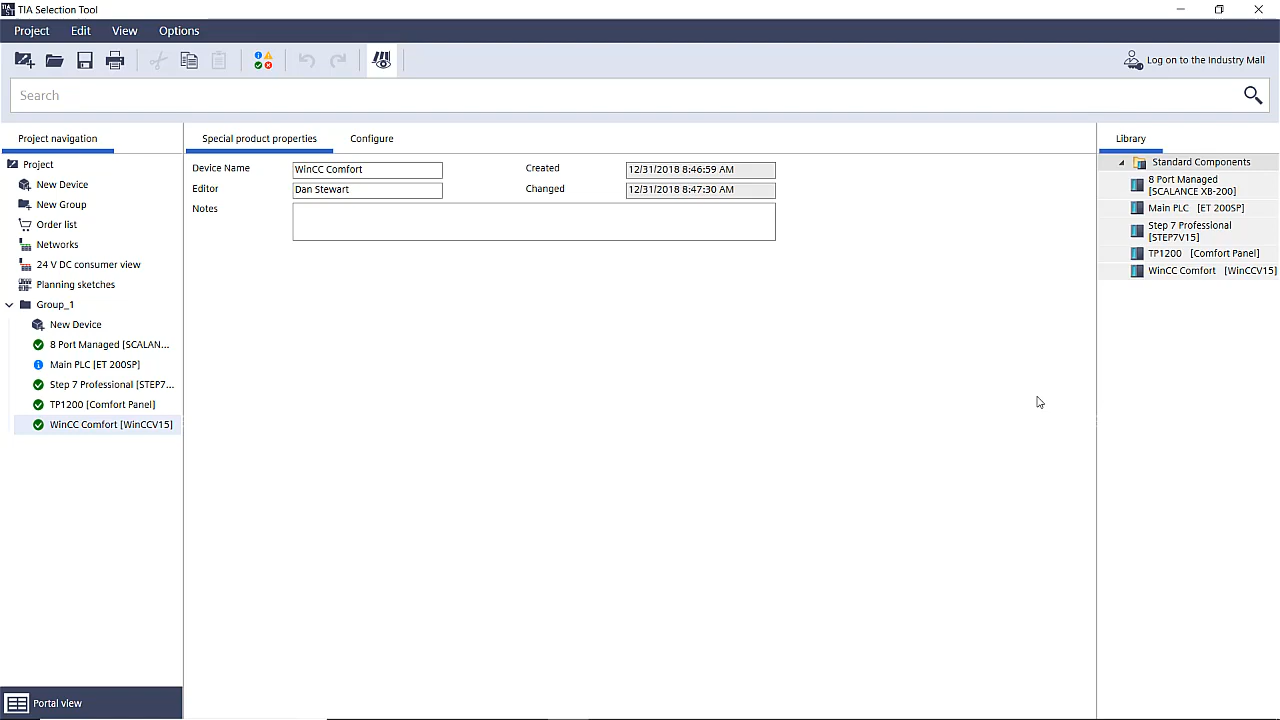 TIA Selection Tool
Project Edit View Options
Log on to the Industry Mall
Search
Project navigation
Project
New Device
New Group
Order list
Networks
24 V DC consumer view
Planning sketches
Group_1
New Device
8 Port Managed [SCALAN...
Main PLC [ET 200SP]
Step 7 Professional [STEP7...
TP1200 [Comfort Panel]
WinCC Comfort [WinCCV15]
Portal view
Special product properties Configure
Device Name WinCC Comfort Created 12/31/2018 8:46:59 AM
Editor Dan Stewart Changed 12/31/2018 8:47:30 AM
Notes
Library
Standard Components
8 Port Managed
[SCALANCE XB-200]
Main PLC [ET 200SP]
Step 7 Professional
[STEP7V15]
TP1200 [Comfort Panel]
WinCC Comfort [WinCCV15]